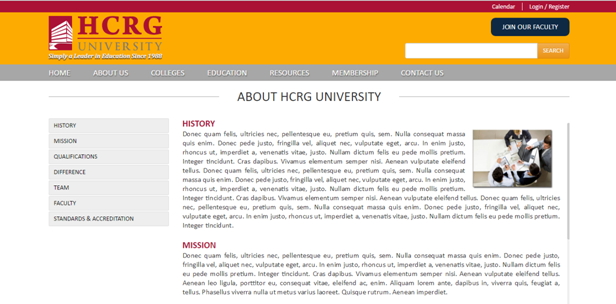 Calendar
Login / Register
HCRG
UNIVERSITY
Simply a Leader in Education Since 1988
JOIN OUR FACULTY
SEARCH
HOME ABOUT US COLLEGES EDUCATION RESOURCES MEMBERSHIP CONTACT US
ABOUT HCRG UNIVERSITY
HISTORY
MISSION
QUALIFICATIONS
DIFFERENCE
TEAM
FACULTY
STANDARDS & ACCREDITATION
HISTORY
Donec quam felis, ultricies nec, pellentesque eu, pretium quis, sem. Nulla consequat massa
quis enim. Donec pede justo, fringilla vel, aliquet nec, vulputate eget, arcu. In enim justo,
rhoncus ut, imperdiet a, venenatis vitae, justo. Nullam dictum felis eu pede mollis pretium.
Integer tincidunt. Cras dapibus. Vivamus elementum semper nisi. Aenean vulputate eleifend
tellus. Donec quam felis, ultricies nec, pellentesque eu, pretium quis, sem. Nulla consequat
massa quis enim. Donec pede justo, fringilla vel, aliquet nec, vulputate eget, arcu. In enim justo,
rhoncus ut, imperdiet a, venenatis vitae, justo. Nullam dictum felis eu pede mollis pretium.
Integer tincidunt. Cras dapibus. Vivamus elementum semper nisi. Aenean vulputate eleifend tellus. Donec quam felis, ultricies
nec, pellentesque eu, pretium quis, sem. Nulla consequat massa quis enim. Donec pede justo, fringilla vel, aliquet nec,
vulputate eget, arcu. In enim justo, rhoncus ut, imperdiet a, venenatis vitae, justo. Nullam dictum felis eu pede mollis pretium.
Integer tincidunt.
MISSION
Donec quam felis, ultricies nec, pellentesque eu, pretium quis, sem. Nulla consequat massa quis enim. Donec pede justo,
fringilla vel, aliquet nec, vulputate eget, arcu. In enim justo, rhoncus ut, imperdiet a, venenatis vitae, justo. Nullam dictum felis
eu pede mollis pretium. Integer tincidunt. Cras dapibus. Vivamus elementum semper nisi. Aenean vulputate eleifend tellus.
Aenean leo ligula, porttitor eu, consequat vitae, eleifend ac, enim. Aliquam lorem ante, dapibus in, viverra quis, feugiat a,
tellus. Phasellus viverra nulla ut metus varius laoreet. Quisque rutrum. Aenean imperdiet.